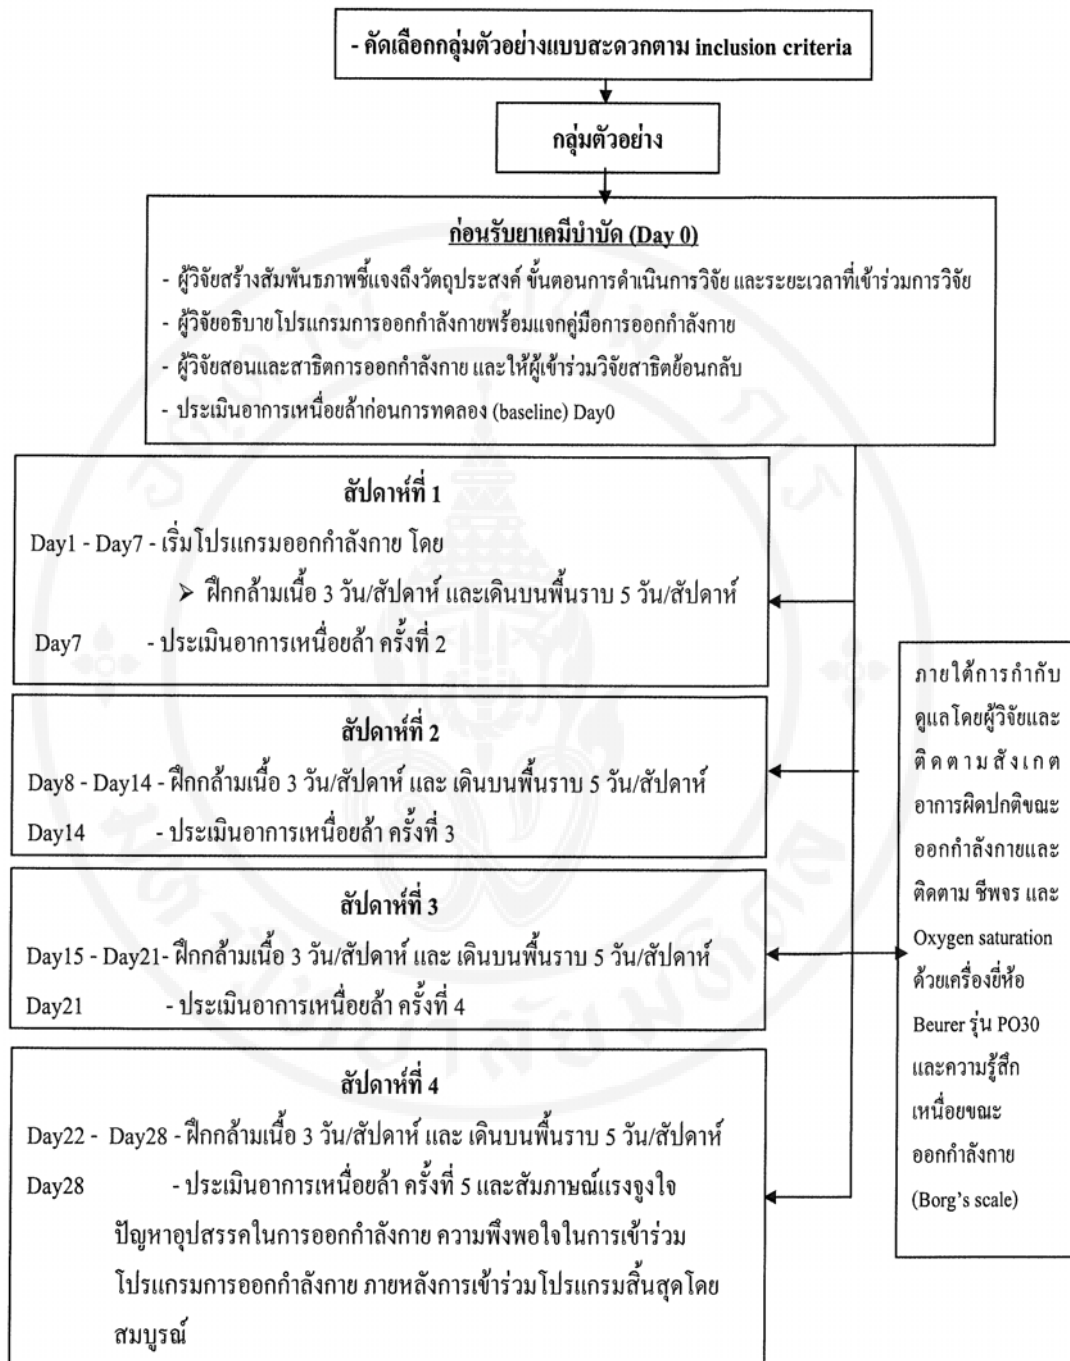 - คัดเลือกกลุ่มตัวอย่างแบบสะดวกตาม inclusion criteria
กลุ่มตัวอย่าง
ก่อนรับยาเคมีบำบัด (Day 0)
- ผู้วิจัยสร้างสัมพันธภาพชี้แจงถึงวัตถุประสงค์ ขั้นตอนการดำเนินการวิจัย และระยะเวลาที่เข้าร่วมการวิจัย
- ผู้วิจัยอธิบายโปรแกรมการออกกำลังกายพร้อมแจกคู่มือการออกกำลังกาย
- ผู้วิจัยสอนและสาธิตการออกกำลังกาย และให้ผู้เข้าร่วมวิจัยสาธิตย้อนกลับ
- ประเมินอาการเหนื่อยล้าก่อนการทดลอง (baseline) Day0
สัปดาห์ที่ 1
Day1 - Day7 - เริ่มโปรแกรมออกกำลังกาย โดย
➢ ฝึกกล้ามเนื้อ 3 วัน/สัปดาห์ และเดินบนพื้นราบ 5 วัน/สัปดาห์
Day7 - ประเมินอาการเหนื่อยล้า ครั้งที่ 2
สัปดาห์ที่ 2
Day8 - Day14 - ฝึกกล้ามเนื้อ 3 วัน/สัปดาห์ และ เดินบนพื้นราบ 5 วัน/สัปดาห์
Day14 - ประเมินอาการเหนื่อยล้า ครั้งที่ 3
สัปดาห์ที่ 3
Day15 - Day21- ฝึกกล้ามเนื้อ 3 วัน/สัปดาห์ และ เดินบนพื้นราบ 5 วัน/สัปดาห์
Day21 - ประเมินอาการเหนื่อยล้า ครั้งที่ 4
สัปดาห์ที่ 4
Day22 - Day28 - ฝึกกล้ามเนื้อ 3 วัน/สัปดาห์ และ เดินบนพื้นราบ 5 วัน/สัปดาห์
Day28 - ประเมินอาการเหนื่อยล้า ครั้งที่ 5 และสัมภาษณ์แรงจูงใจ
ปัญหาอุปสรรคในการออกกำลังกาย ความพึงพอใจในการเข้าร่วม
โปรแกรมการออกกำลังกาย ภายหลังการเข้าร่วมโปรแกรมสิ้นสุดโดย
สมบูรณ์
ภายใต้การกำกับ
ดูแลโดยผู้วิจัยและ
ติดตามสังเกต
อาการผิดปกติขณะ
ออกกำลังกายและ
ติดตาม ชีพจร และ
Oxygen saturation
ด้วยเครื่องยี่ห้อ
Beurer รุ่น PO30
และความรู้สึก
เหนื่อยขณะ
ออกกำลังกาย
(Borg's scale)